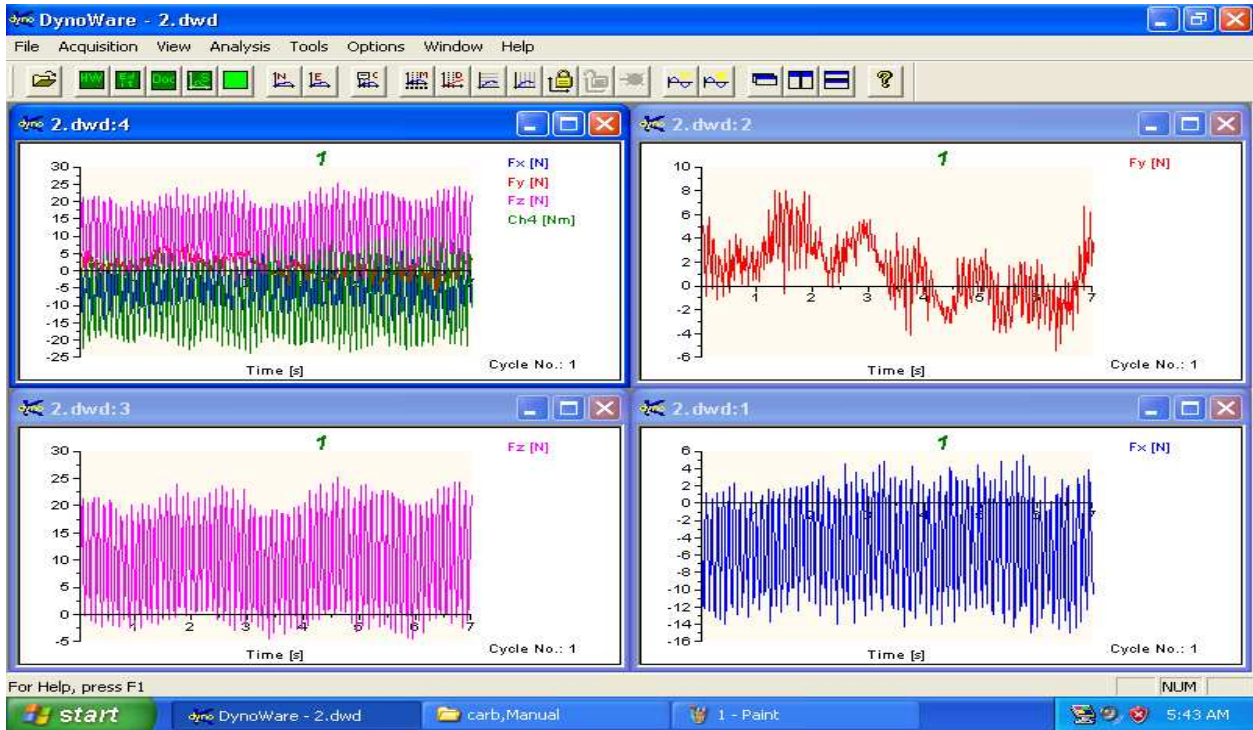 DynoWare - 2.dwd
File Acquisition View Analysis Tools Options Window Help
HW Ed Doc S N E C M D ?
2.dwd:4
1
Fx [N]
Fy [N]
Fz [N]
Ch4 [Nm]
30
25
20
15
10
5
0
-5
-10
-15
-20
-25
Time [s]
Cycle No.: 1
2.dwd:2
1
Fy [N]
10
8
6
4
2
0
-2
-4
-6
1 2 3 4 5 6 7
Time [s]
Cycle No.: 1
2.dwd:3
1
Fz [N]
30
25
20
15
10
5
0
-5
1 2 3 4 5 6 7
Time [s]
Cycle No.: 1
2.dwd:1
1
Fx [N]
6
4
2
0
-2
-4
-6
-8
-10
-12
-14
-16
7
Time [s]
Cycle No.: 1
For Help, press F1
NUM
start
DynoWare - 2.dwd
carb,Manual
1 - Paint
5:43 AM